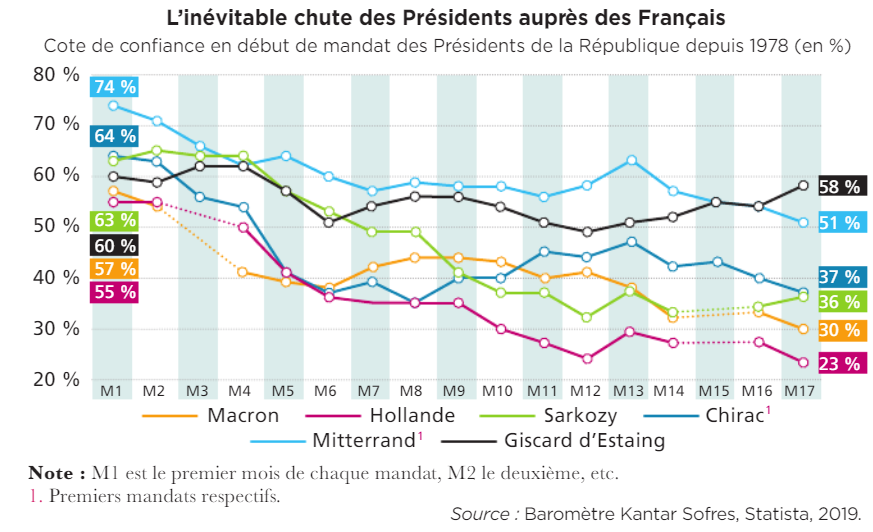 L'inévitable chute des Présidents auprès des Français
Cote de confiance en début de mandat des Présidents de la République depuis 1978 (en %)
80 %
70 %
60 %
50 %
40 %
30 %
20 %
74 %
64 %
63 %
60 %
57 %
55 %
58 %
51 %
37 %
36 %
30 %
23 %
M1 M2 M3 M4 M5 M6 M7 M8 M9 M10 M11 M12 M13 M14 M15 M16 M17
Macron Hollande Sarkozy Chirac¹
Mitterrand¹ Giscard d'Estaing
Note : M1 est le premier mois de chaque mandat, M2 le deuxième, etc.
1. Premiers mandats respectifs.
Source : Baromètre Kantar Sofres, Statista, 2019.